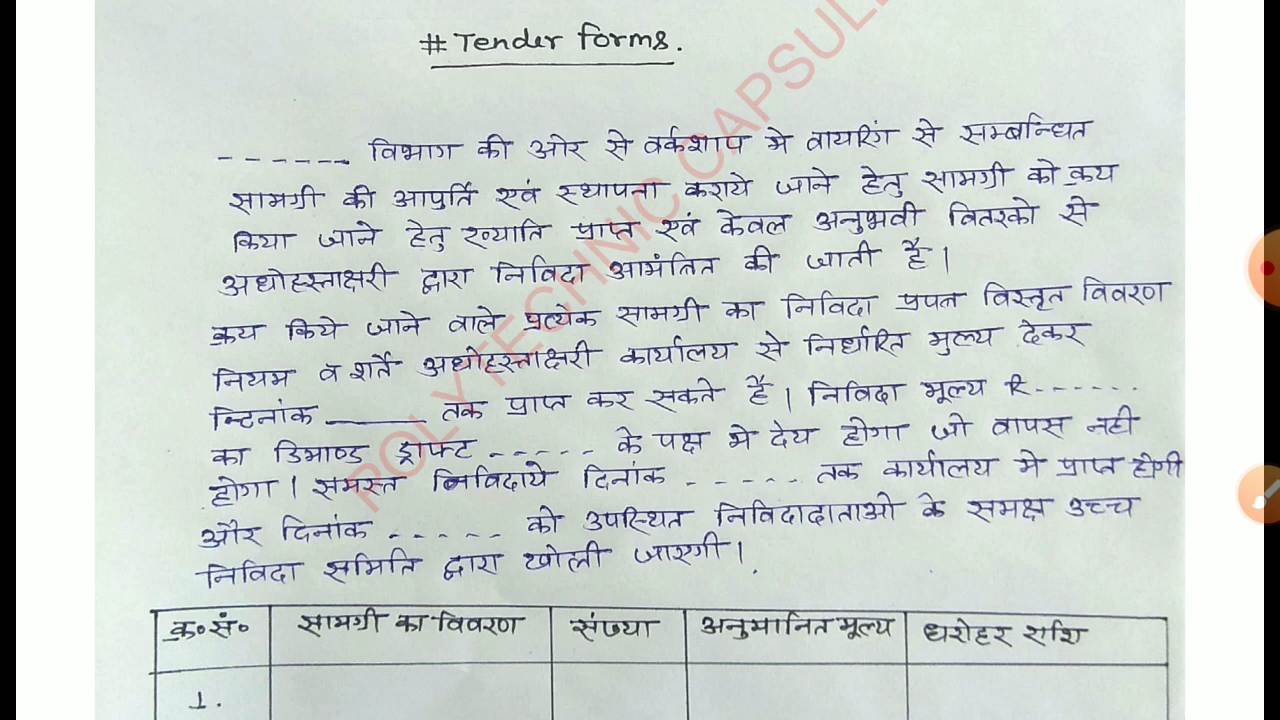 # Tender forms.
------ विभाग की ओर से वर्कशाप मे वायरिंग से सम्बन्धित
सामग्री की आपुर्ति एवं स्थापना कराये जाने हेतु सामग्री को क्रय
किया जाने हेतु ख्याति प्राप्त एवं केवल अनुभवी वितरको से
अधोहस्ताक्षरी द्वारा निविदा आमंत्रित की जाती है।
क्रय किये जाने वाले प्रत्येक सामग्री का निविदा प्रपत्र विस्तृत विवरण
नियम व शर्ते अधोहस्ताक्षरी कार्यालय से निर्धारित मुल्य देकर
दिनांक ______ तक प्राप्त कर सकते है। निविदा मूल्य रु ------
का डिमाण्ड ड्राफ्ट ----- के पक्ष मे देय होगा जो वापस नही
होगा। समस्त निविदाये दिनांक ------ तक कार्यालय मे प्राप्त होगी
और दिनांक ----- को उपस्थित निविदादाताओ के समक्ष उच्च
निविदा समिति द्वारा खोली जाएगी।
क्र॰सं॰ सामग्री का विवरण संख्या अनुमानित मूल्य धरोहर राशि
1.
POLYTECHNIC CAPSULE